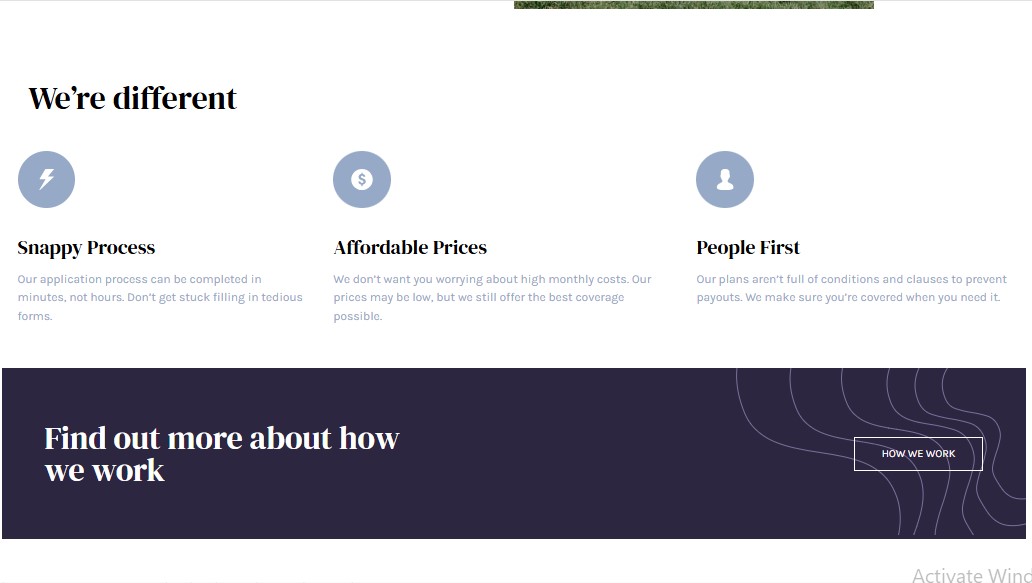 We're different
Snappy Process
Our application process can be completed in
minutes, not hours. Don't get stuck filling in tedious
forms.
Affordable Prices
We don't want you worrying about high monthly costs. Our
prices may be low, but we still offer the best coverage
possible.
People First
Our plans aren't full of conditions and clauses to prevent
payouts. We make sure you're covered when you need it.
Find out more about how
we work
HOW WE WORK
Activate Wind